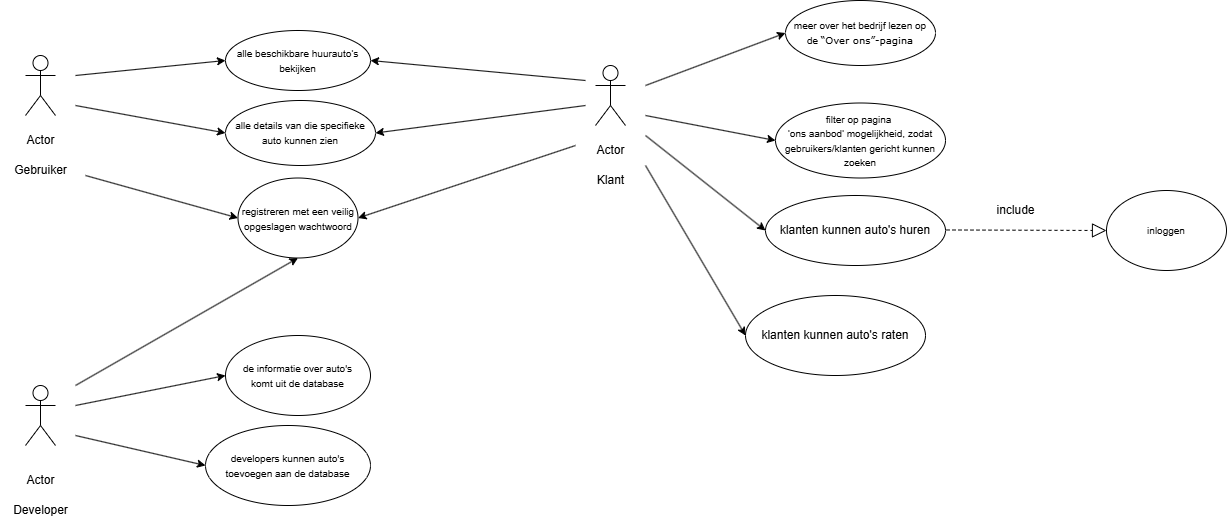 meer over het bedrijf lezen op
de "Over ons"-pagina
alle beschikbare huurauto's
bekijken
Actor
Gebruiker
alle details van die specifieke
auto kunnen zien
Actor
Klant
filter op pagina
'ons aanbod' mogelijkheid, zodat
gebruikers/klanten gericht kunnen
zoeken
registreren met een veilig
opgeslagen wachtwoord
klanten kunnen auto's huren
include
inloggen
klanten kunnen auto's raten
de informatie over auto's
komt uit de database
Actor
Developer
developers kunnen auto's
toevoegen aan de database